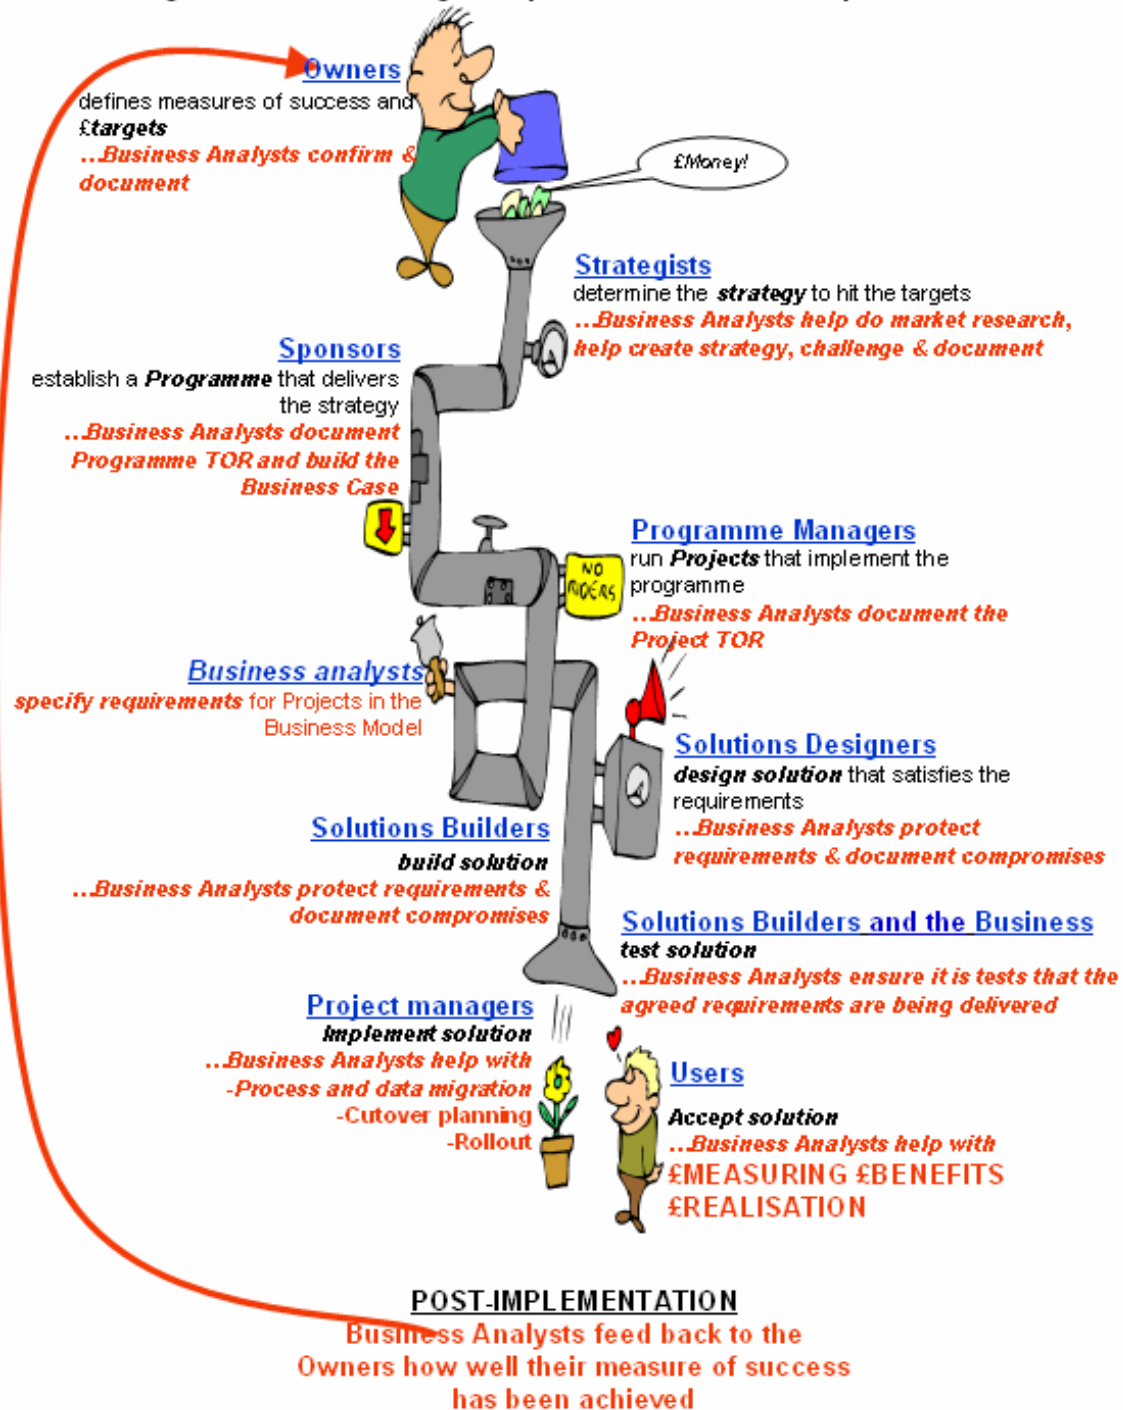 Owners
defines measures of success and
£targets
...Business Analysts confirm &
document
£Money!
Strategists
determine the strategy to hit the targets
...Business Analysts help do market research,
help create strategy, challenge & document
Sponsors
establish a Programme that delivers
the strategy
...Business Analysts document
Programme TOR and build the
Business Case
Programme Managers
run Projects that implement the
programme
...Business Analysts document the
Project TOR
NO
RIDERS
Business analysts
specify requirements for Projects in the
Business Model
Solutions Designers
design solution that satisfies the
requirements
...Business Analysts protect
requirements & document compromises
Solutions Builders
build solution
...Business Analysts protect requirements &
document compromises
Solutions Builders and the Business
test solution
...Business Analysts ensure it is tests that the
agreed requirements are being delivered
Project managers
Implement solution
...Business Analysts help with
-Process and data migration
-Cutover planning
-Rollout
Users
Accept solution
...Business Analysts help with
£MEASURING £BENEFITS
£REALISATION
POST-IMPLEMENTATION
Business Analysts feed back to the
Owners how well their measure of success
has been achieved